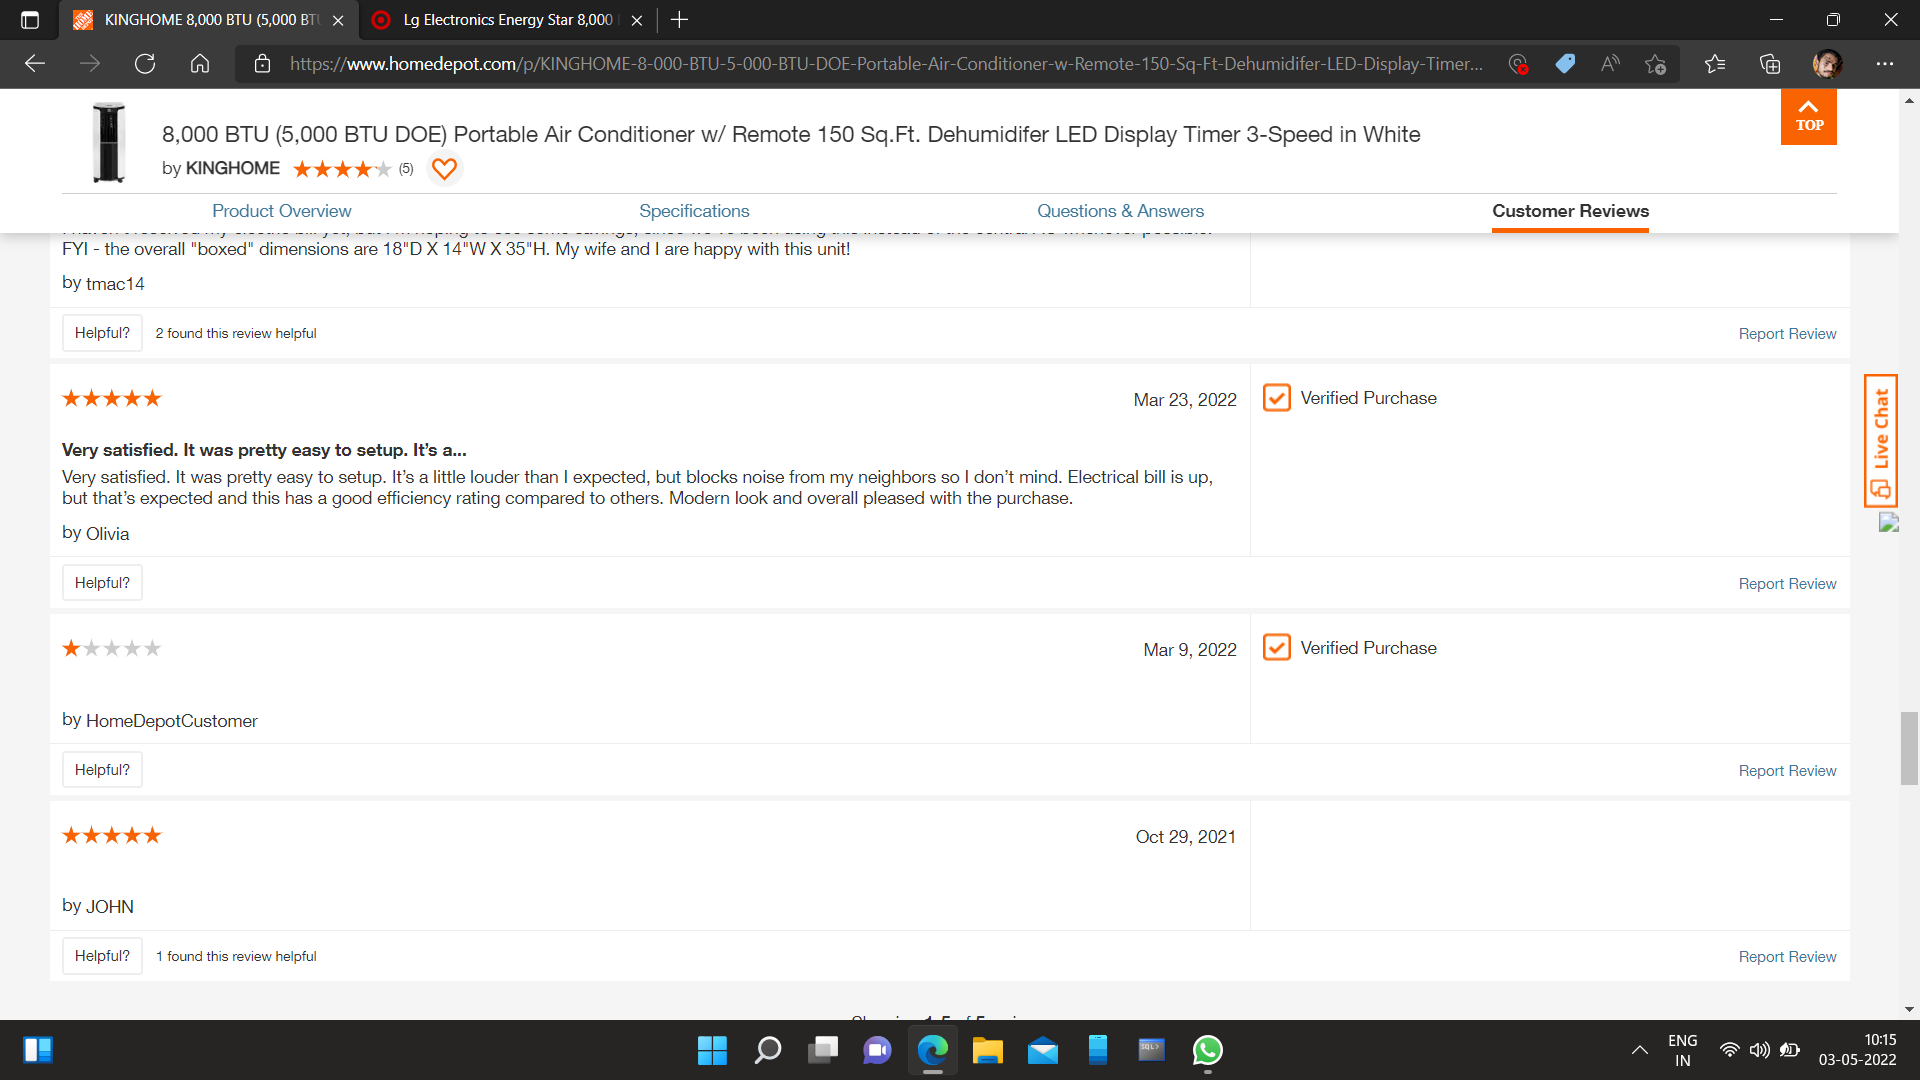 KINGHOME 8,000 BTU (5,000 BTU
Lg Electronics Energy Star 8,000
https://www.homedepot.com/p/KINGHOME-8-000-BTU-5-000-BTU-DOE-Portable-Air-Conditioner-w-Remote-150-Sq-Ft-Dehumidifer-LED-Display-Timer...
8,000 BTU (5,000 BTU DOE) Portable Air Conditioner w/ Remote 150 Sq.Ft. Dehumidifer LED Display Timer 3-Speed in White
TOP
by KINGHOME (5)
Product Overview
Specifications
Questions & Answers
Customer Reviews
FYI - the overall "boxed" dimensions are 18"D X 14"W X 35"H. My wife and I are happy with this unit!
by tmac14
Helpful? 2 found this review helpful
Report Review
Mar 23, 2022
Verified Purchase
Very satisfied. It was pretty easy to setup. It’s a...
Very satisfied. It was pretty easy to setup. It’s a little louder than I expected, but blocks noise from my neighbors so I don’t mind. Electrical bill is up,
but that’s expected and this has a good efficiency rating compared to others. Modern look and overall pleased with the purchase.
by Olivia
Helpful?
Report Review
Live Chat
Mar 9, 2022
Verified Purchase
by HomeDepotCustomer
Helpful?
Report Review
Oct 29, 2021
by JOHN
Helpful? 1 found this review helpful
Report Review
SQL>
ENG
IN
10:15
03-05-2022